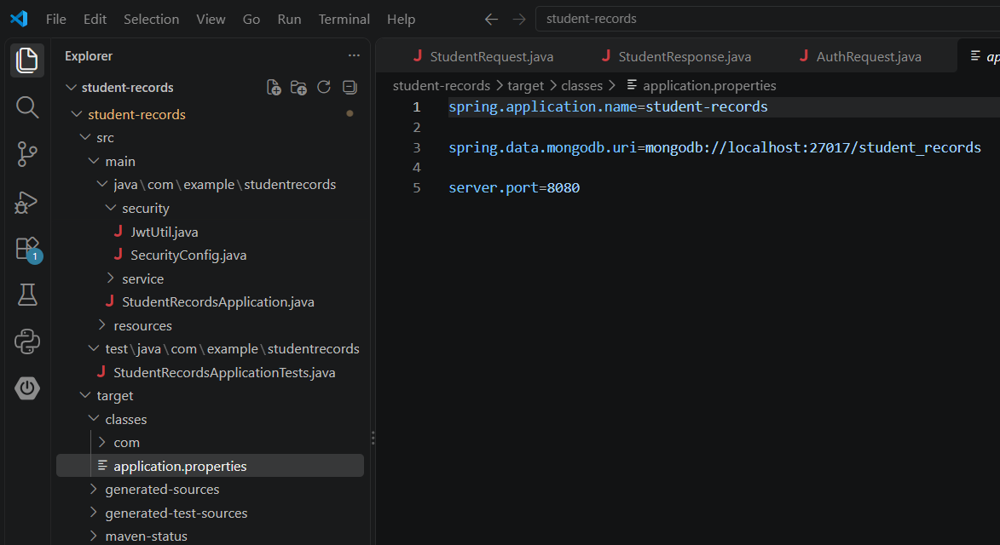 File Edit Selection View Go Run Terminal Help
student-records
Explorer
StudentRequest.java StudentResponse.java AuthRequest.java ap
student-records
student-records > target > classes > application.properties
student-records
src
main
java\com\example\studentrecords
security
JwtUtil.java
SecurityConfig.java
service
StudentRecordsApplication.java
resources
test\java\com\example\studentrecords
StudentRecordsApplicationTests.java
target
classes
com
application.properties
generated-sources
generated-test-sources
maven-status
1
1 spring.application.name=student-records
2
3 spring.data.mongodb.uri=mongodb://localhost:27017/student_records
4
5 server.port=8080